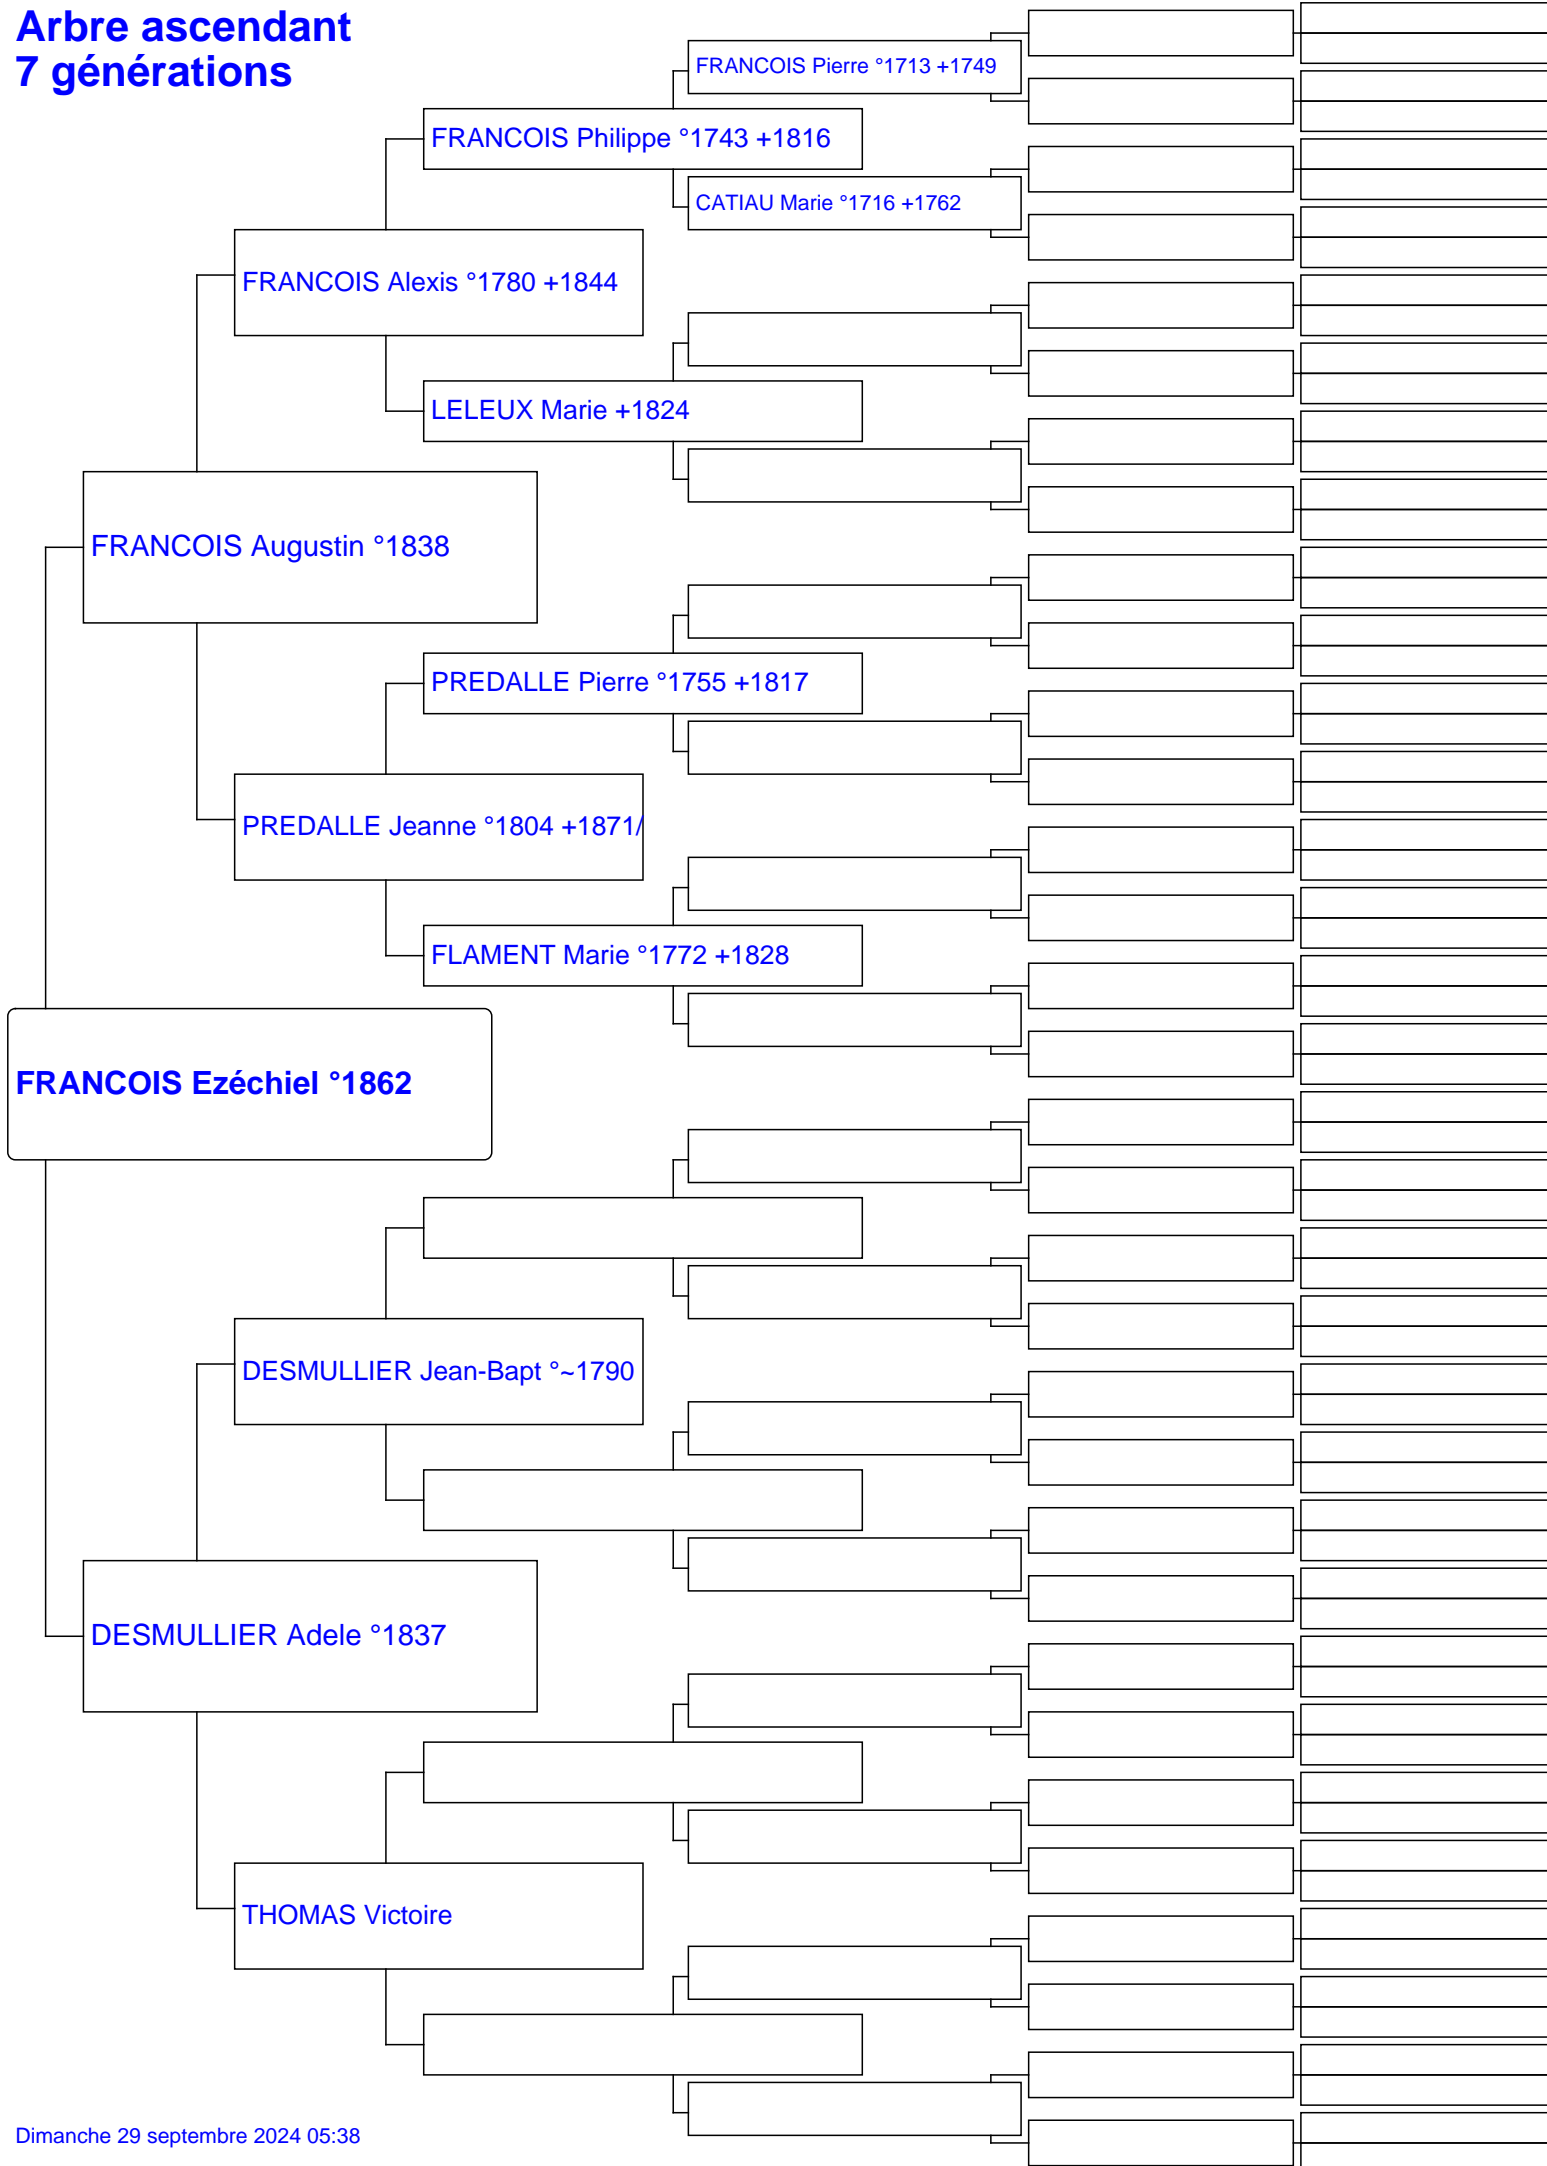 Arbre ascendant
7 générations
FRANCOIS Pierre °1713 +1749
FRANCOIS Philippe °1743 +1816
CATIAU Marie °1716 +1762
FRANCOIS Alexis °1780 +1844
LELEUX Marie +1824
FRANCOIS Augustin °1838
PREDALLE Pierre °1755 +1817
PREDALLE Jeanne °1804 +1871/
FLAMENT Marie °1772 +1828
FRANCOIS Ezéchiel °1862
DESMULLIER Jean-Bapt °~1790
DESMULLIER Adele °1837
THOMAS Victoire
Dimanche 29 septembre 2024 05:38